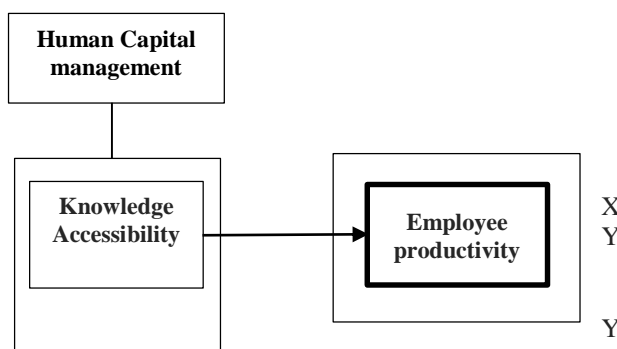 Human Capital
management
Knowledge
Accessibility
Employee
productivity
X
Y
Y